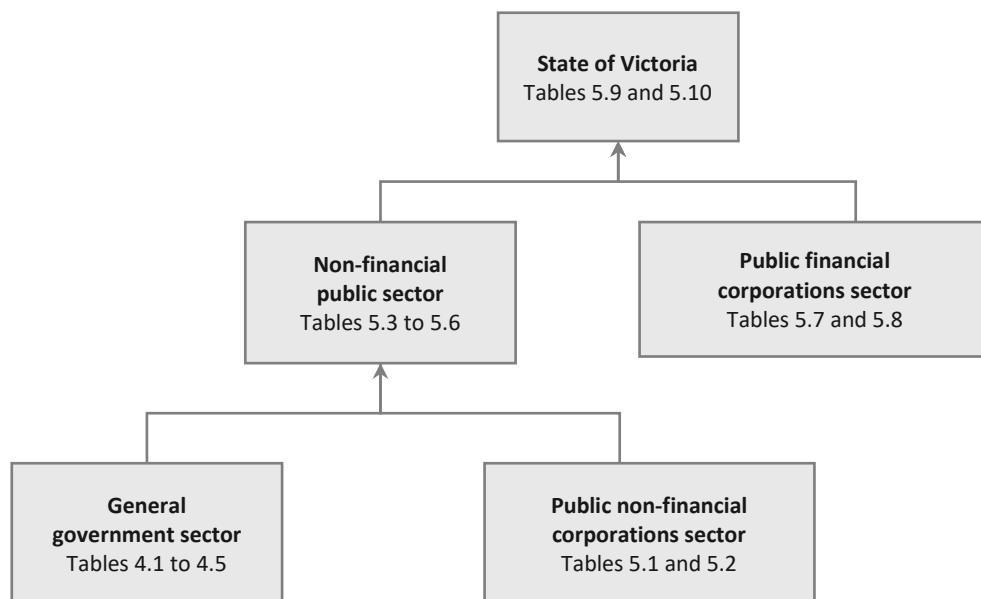 State of Victoria
Tables 5.9 and 5.10
Non-financial
public sector
Tables 5.3 to 5.6
Public financial
corporations sector
Tables 5.7 and 5.8
General
government sector
Tables 4.1 to 4.5
Public non-financial
corporations sector
Tables 5.1 and 5.2